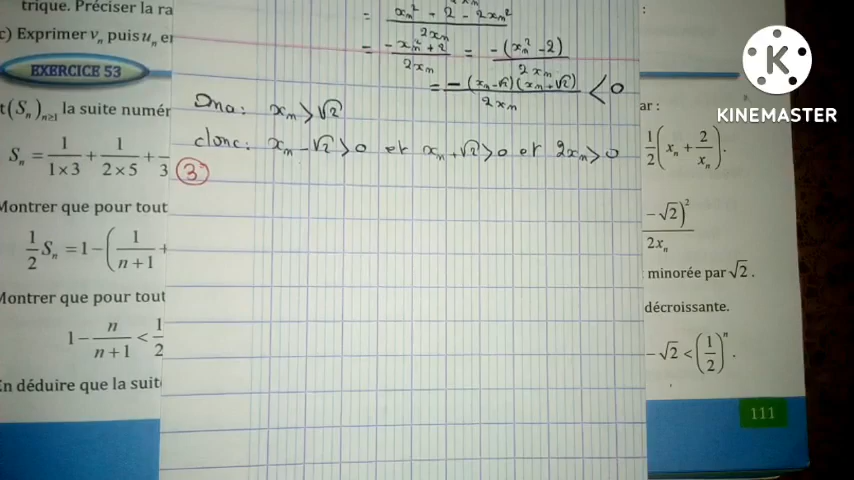 trique. Préciser la ra
c) Exprimer vₙ puis uₙ er
EXERCICE 53
t (Sₙ)ₙ≥₁ la suite numér
Sₙ = 1/(1×3) + 1/(2×5) + 1/3
Montrer que pour tout
1/2 Sₙ = 1 − (1/(n+1) +
Montrer que pour tout
1 − n/(n+1) < 1/2
En déduire que la suite
= (xₙ² + 2 − 2xₙ²)/(2xₙ)
= (−xₙ² + 2)/(2xₙ) = −(xₙ² − 2)/(2xₙ)
= −(xₙ − √2)(xₙ + √2)/(2xₙ) < 0
Ona: xₙ > √2
donc: xₙ − √2 > 0 et xₙ + √2 > 0 et 2xₙ > 0
3
:
ar :
1/2 (xₙ + 2/xₙ).
− √2)²/(2xₙ)
minorée par √2.
décroissante.
− √2 < (1/2)ⁿ.
111
K
KINEMASTER